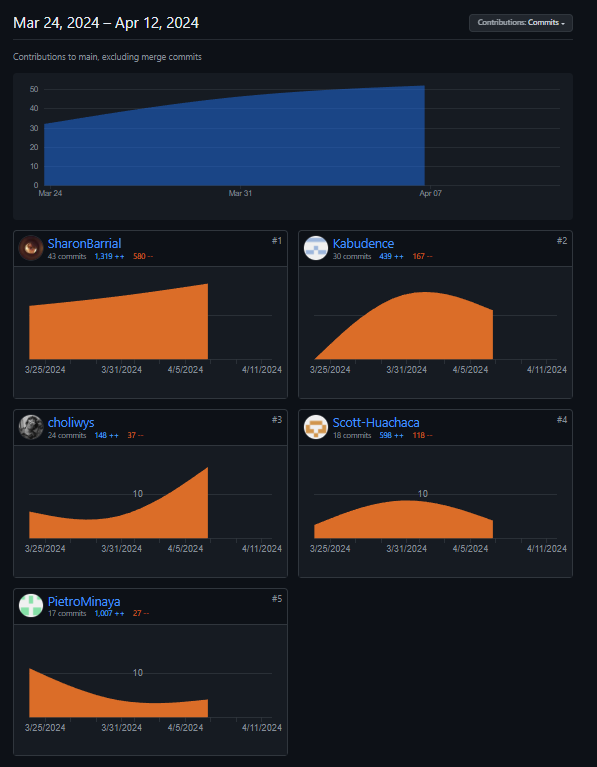 Mar 24, 2024 – Apr 12, 2024
Contributions: Commits
Contributions to main, excluding merge commits
50
40
30
20
10
0
Mar 24 Mar 31 Apr 07
SharonBarrial #1
43 commits 1,319 ++ 580 --
3/25/2024 3/31/2024 4/5/2024 4/11/2024
Kabudence #2
30 commits 439 ++ 167 --
3/25/2024 3/31/2024 4/5/2024 4/11/2024
choliwys #3
24 commits 148 ++ 37 --
10
3/25/2024 3/31/2024 4/5/2024 4/11/2024
Scott-Huachaca #4
18 commits 598 ++ 118 --
10
3/25/2024 3/31/2024 4/5/2024 4/11/2024
PietroMinaya #5
17 commits 1,007 ++ 27 --
10
3/25/2024 3/31/2024 4/5/2024 4/11/2024